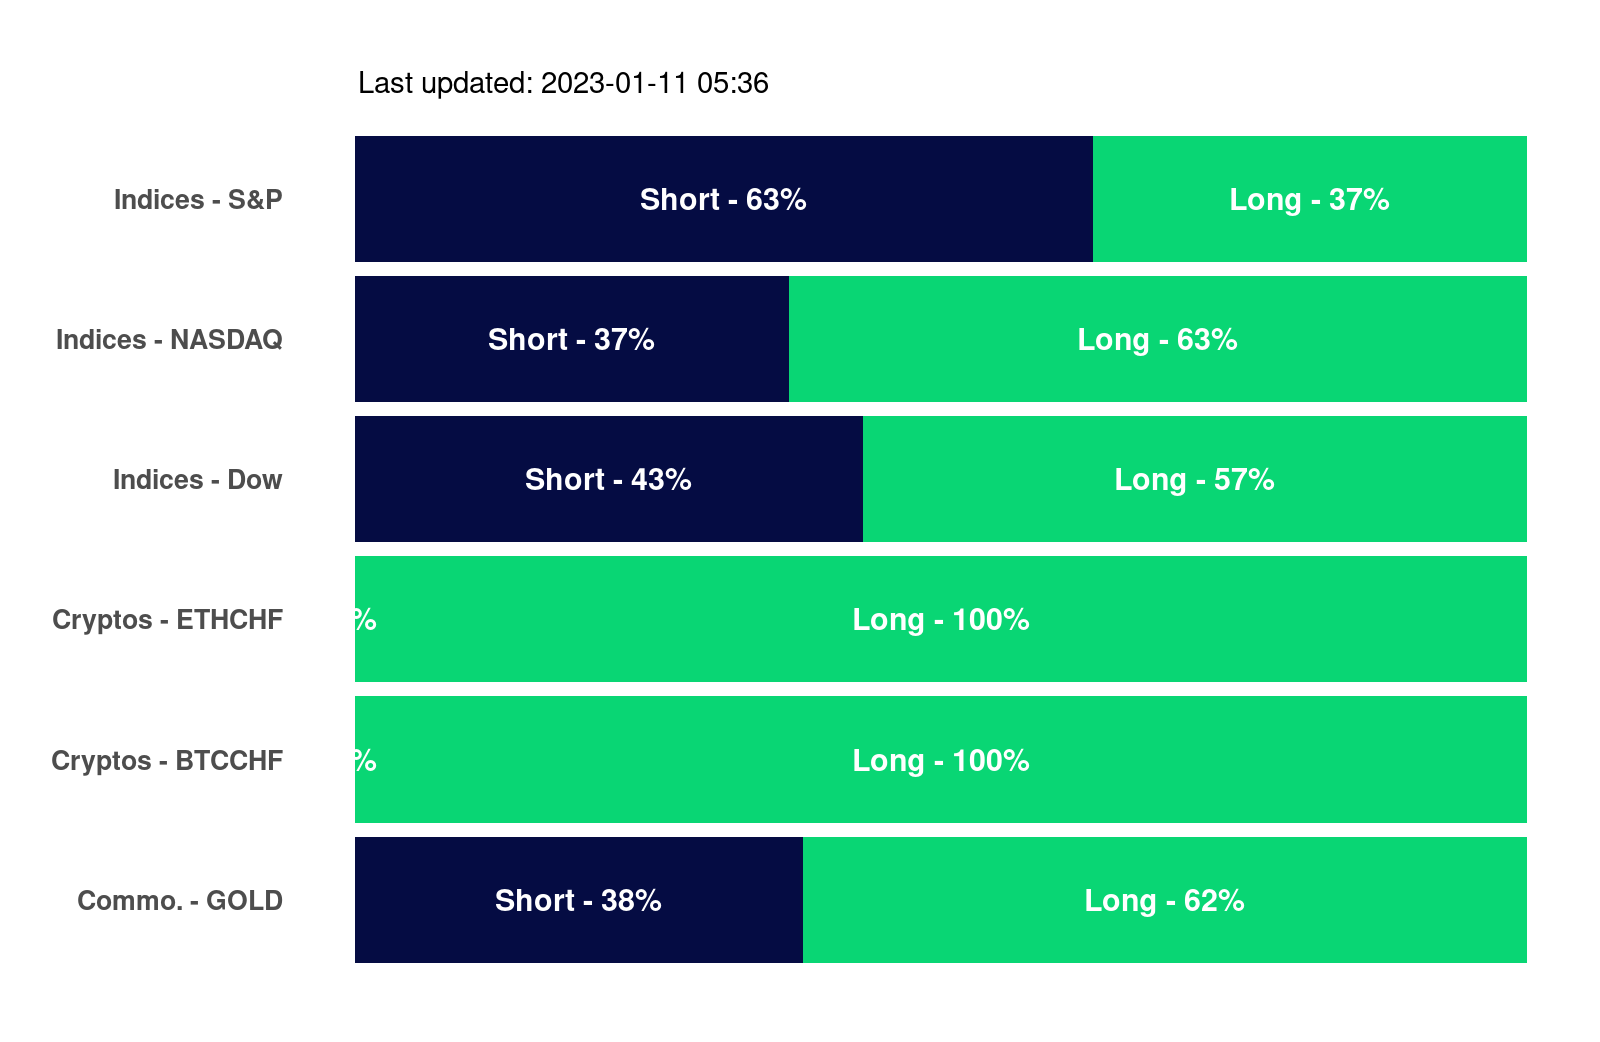 Last updated: 2023-01-11 05:36
Indices - S&P Short - 63% Long - 37%
Indices - NASDAQ Short - 37% Long - 63%
Indices - Dow Short - 43% Long - 57%
Cryptos - ETHCHF % Long - 100%
Cryptos - BTCCHF % Long - 100%
Commo. - GOLD Short - 38% Long - 62%